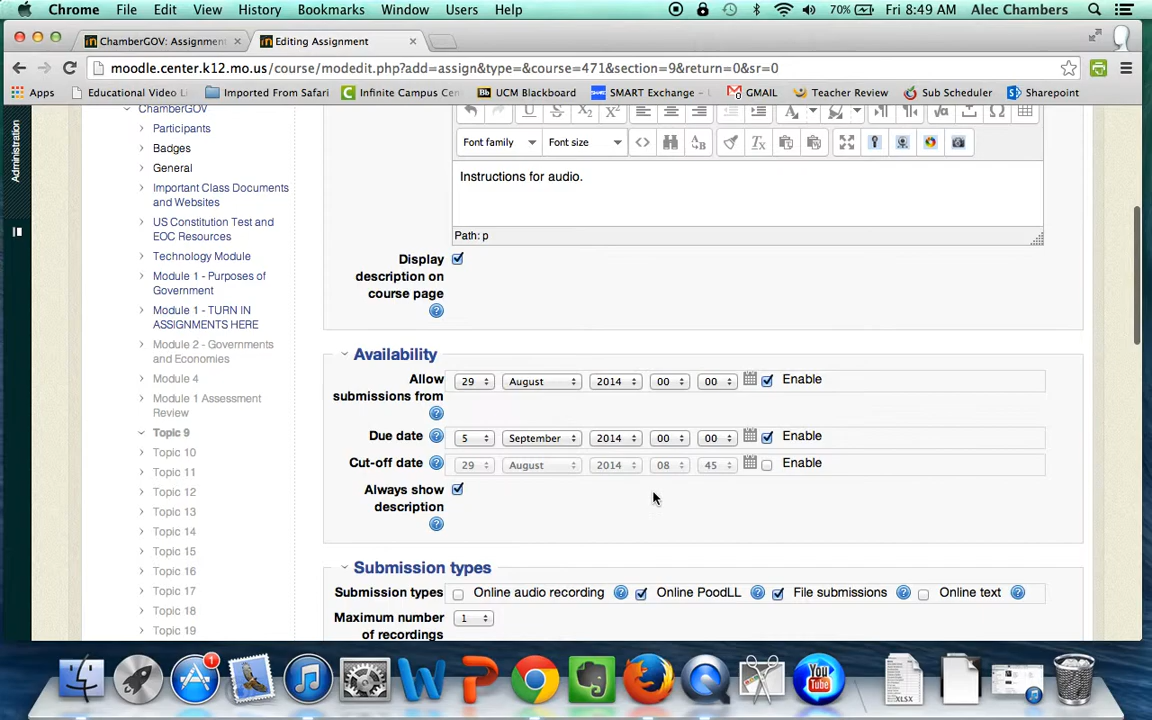 Chrome File Edit View History Bookmarks Window Users Help 70% Fri 8:49 AM Alec Chambers
ChamberGOV: Assignment Editing Assignment
moodle.center.k12.mo.us/course/modedit.php?add=assign&type=&course=471&section=9&return=0&sr=0
Apps Educational Video Li Imported From Safari Infinite Campus Cen UCM Blackboard SMART Exchange - GMAIL Teacher Review Sub Scheduler Sharepoint
Administration
ChamberGOV
Participants
Badges
General
Important Class Documents
and Websites
US Constitution Test and
EOC Resources
Technology Module
Module 1 - Purposes of
Government
Module 1 - TURN IN
ASSIGNMENTS HERE
Module 2 - Governments
and Economies
Module 4
Module 1 Assessment
Review
Topic 9
Topic 10
Topic 11
Topic 12
Topic 13
Topic 14
Topic 15
Topic 16
Topic 17
Topic 18
Topic 19
Font family Font size
Instructions for audio.
Path: p
Display
description on
course page
Availability
Allow
submissions from
29 August 2014 00 00 Enable
Due date 5 September 2014 00 00 Enable
Cut-off date 29 August 2014 08 45 Enable
Always show
description
Submission types
Submission types Online audio recording Online PoodLL File submissions Online text
Maximum number
of recordings
1
XLSX
You
Tube